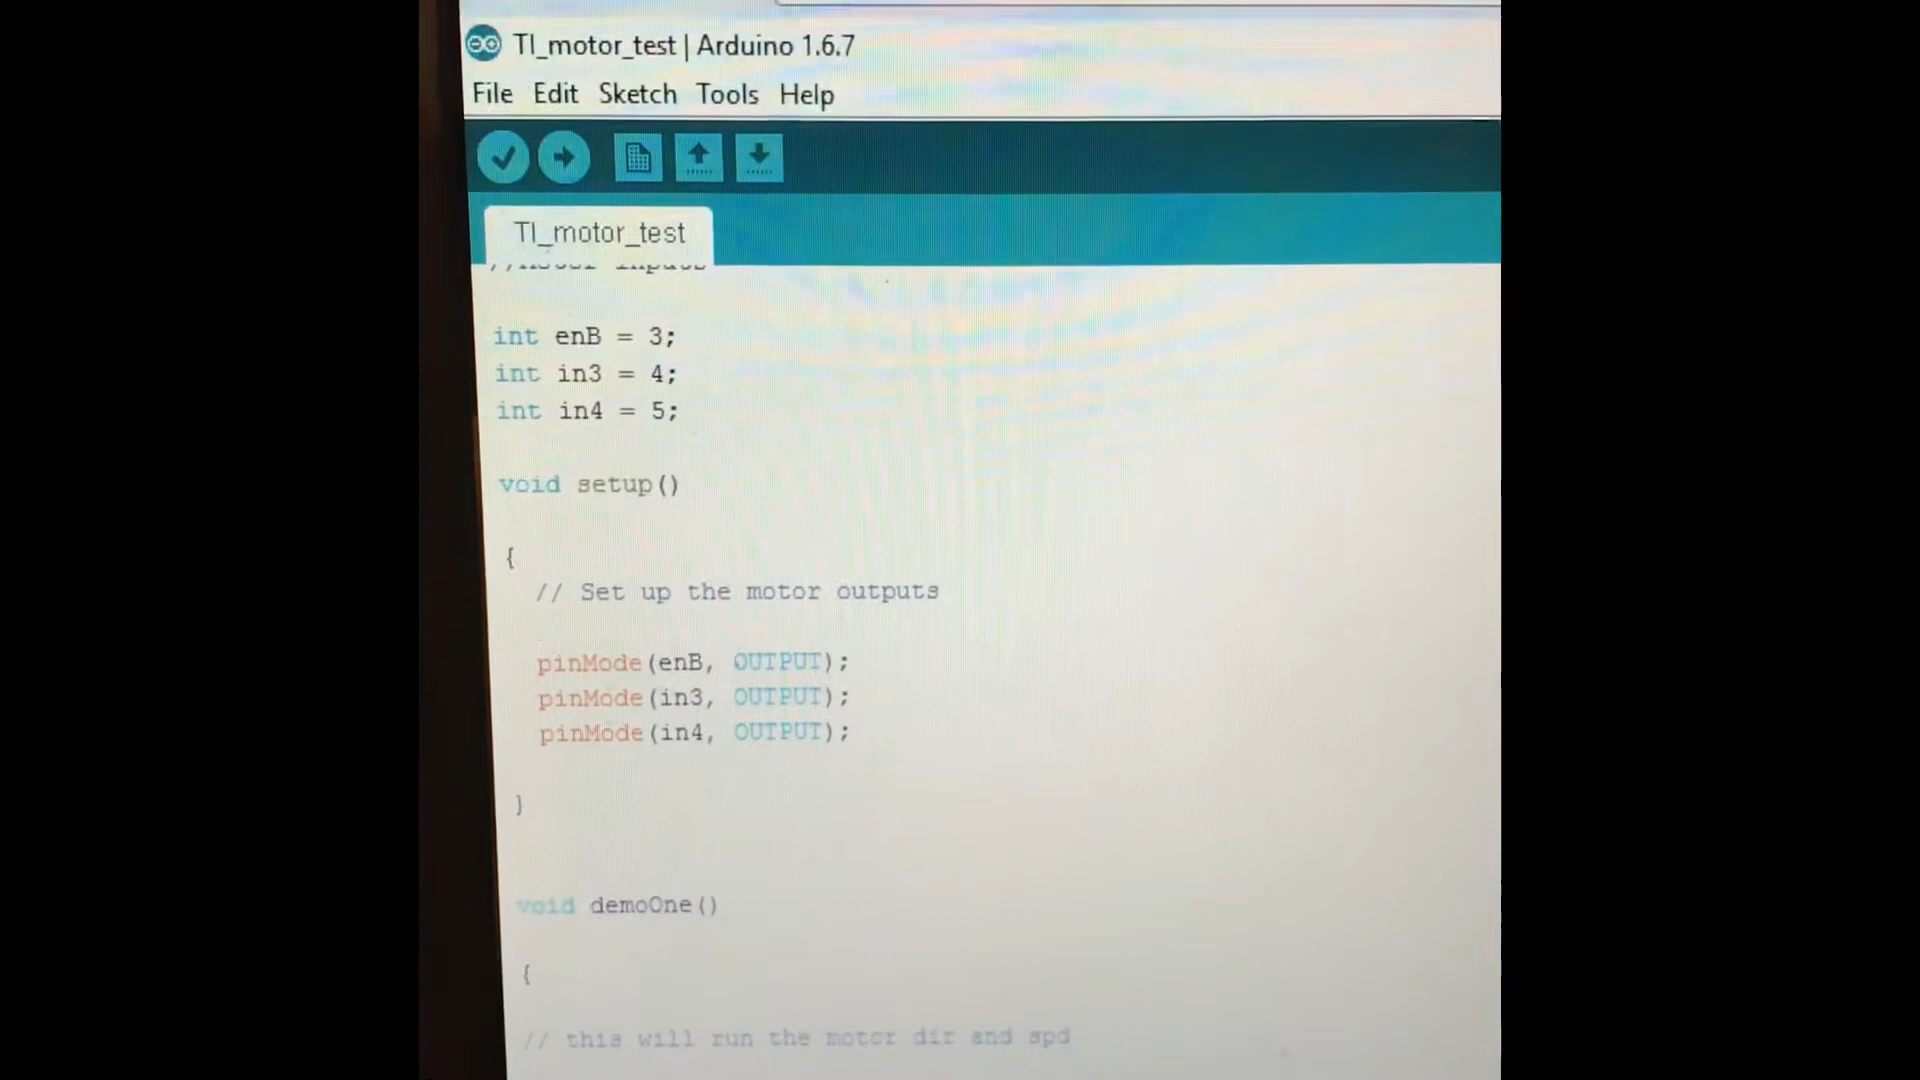 TI_motor_test | Arduino 1.6.7
File Edit Sketch Tools Help
TI_motor_test
int enB = 3;
int in3 = 4;
int in4 = 5;
void setup()
{
// Set up the motor outputs
pinMode(enB, OUTPUT);
pinMode(in3, OUTPUT);
pinMode(in4, OUTPUT);
}
void demoOne()
{
// this will run the motor dir and spd